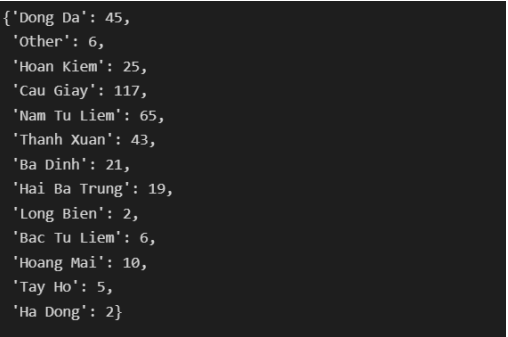 {'Dong Da': 45,
'Other': 6,
'Hoan Kiem': 25,
'Cau Giay': 117,
'Nam Tu Liem': 65,
'Thanh Xuan': 43,
'Ba Dinh': 21,
'Hai Ba Trung': 19,
'Long Bien': 2,
'Bac Tu Liem': 6,
'Hoang Mai': 10,
'Tay Ho': 5,
'Ha Dong': 2}